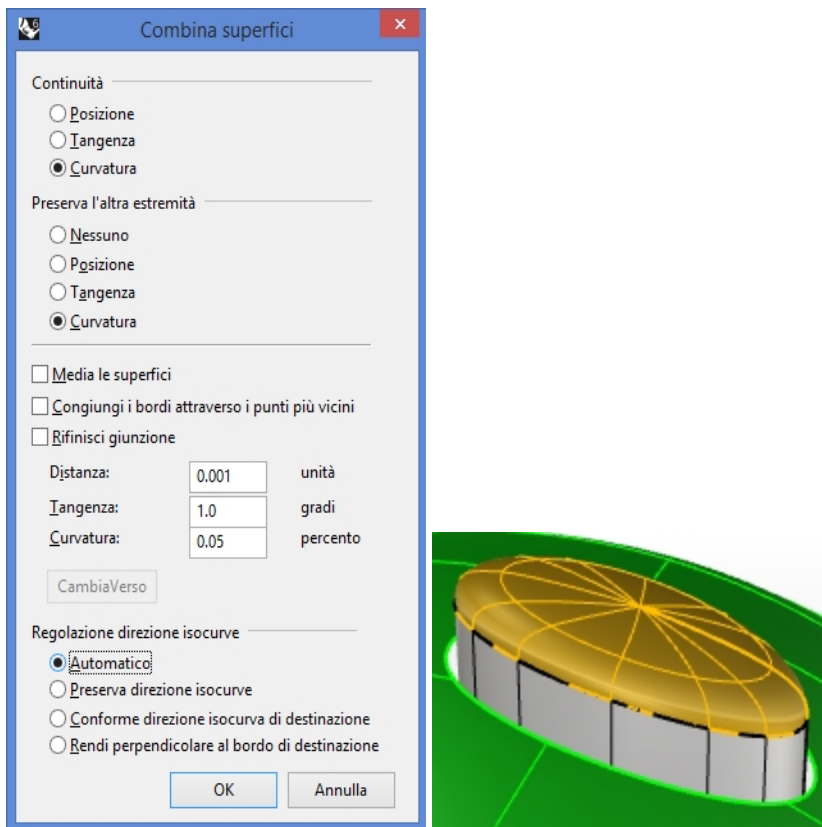 6
Combina superfici
Continuità
Posizione
Tangenza
Curvatura
Preserva l'altra estremità
Nessuno
Posizione
Tangenza
Curvatura
Media le superfici
Congiungi i bordi attraverso i punti più vicini
Rifinisci giunzione
Distanza: 0.001 unità
Tangenza: 1.0 gradi
Curvatura: 0.05 percento
CambiaVerso
Regolazione direzione isocurve
Automatico
Preserva direzione isocurve
Conforme direzione isocurva di destinazione
Rendi perpendicolare al bordo di destinazione
OK Annulla